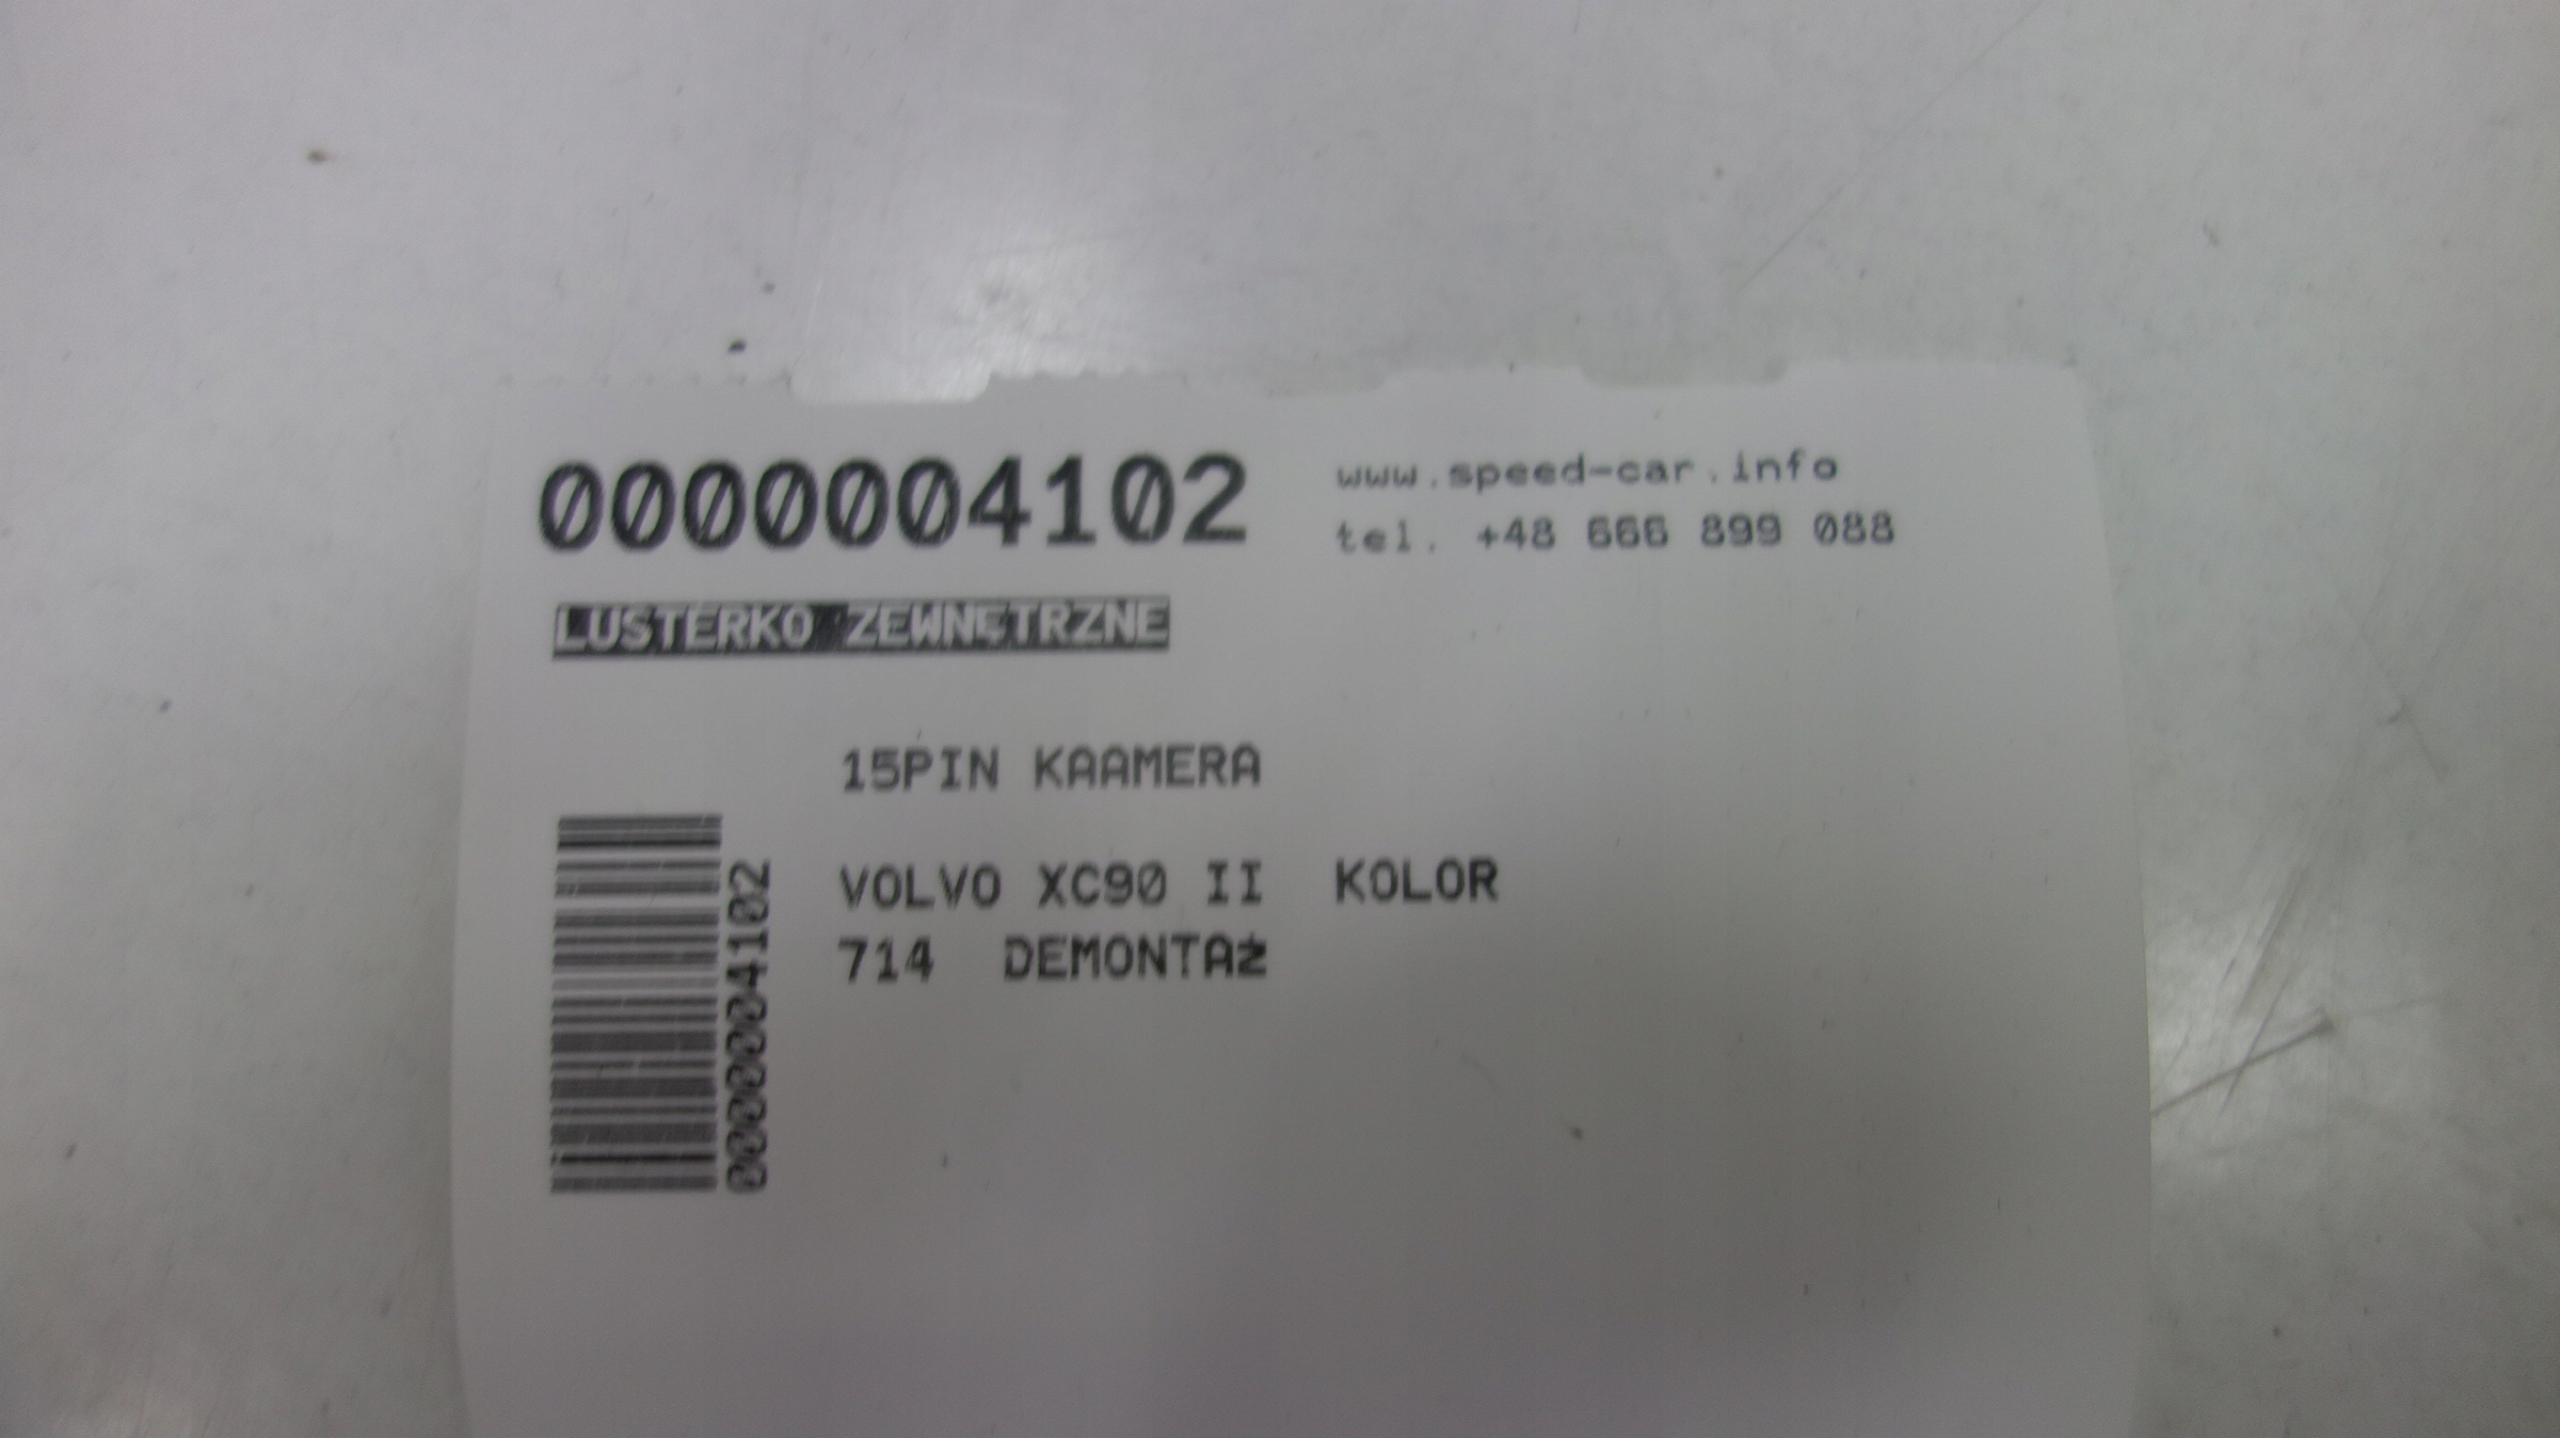 0000004102
www.speed-car.info
tel. +48 666 899 088
LUSTERKO ZEWNĘTRZNE
15PIN KAAMERA
VOLVO XC90 II KOLOR
714 DEMONTAŻ
0000004102